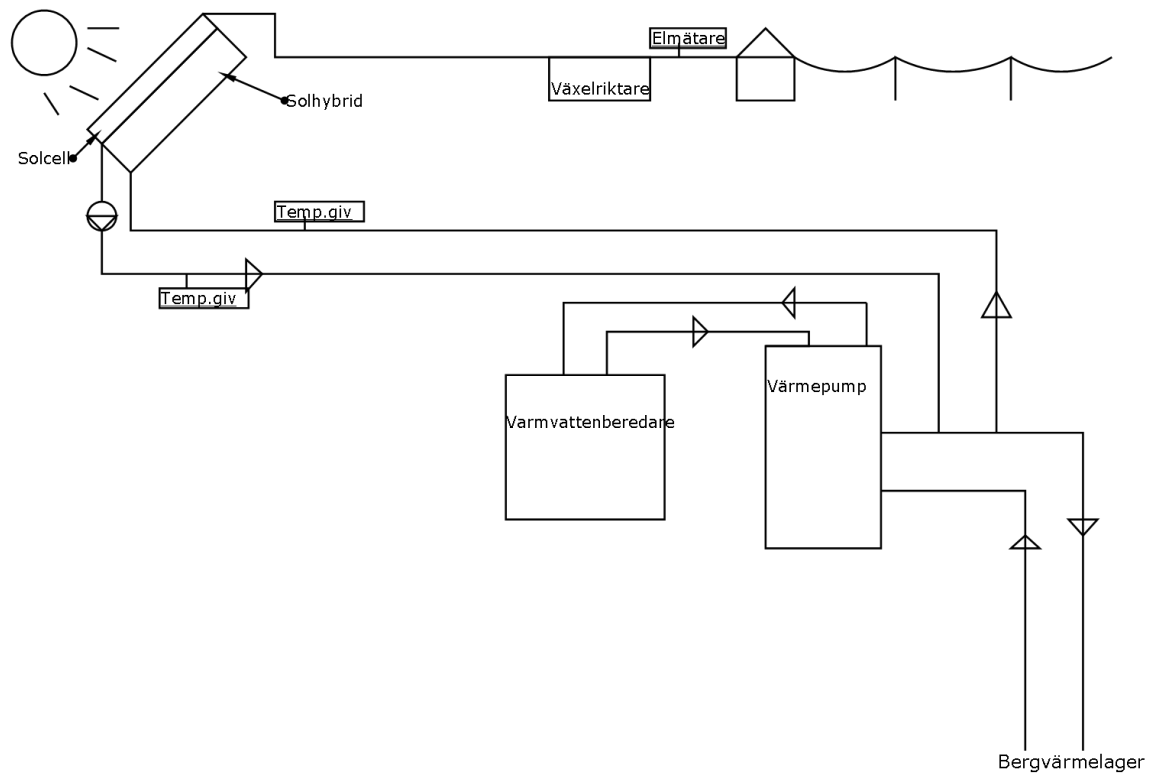 Elmätare
Växelriktare
Solhybrid
Solcell
Temp.giv
Temp.giv
Värmepump
Varmvattenberedare
Bergvärmelager